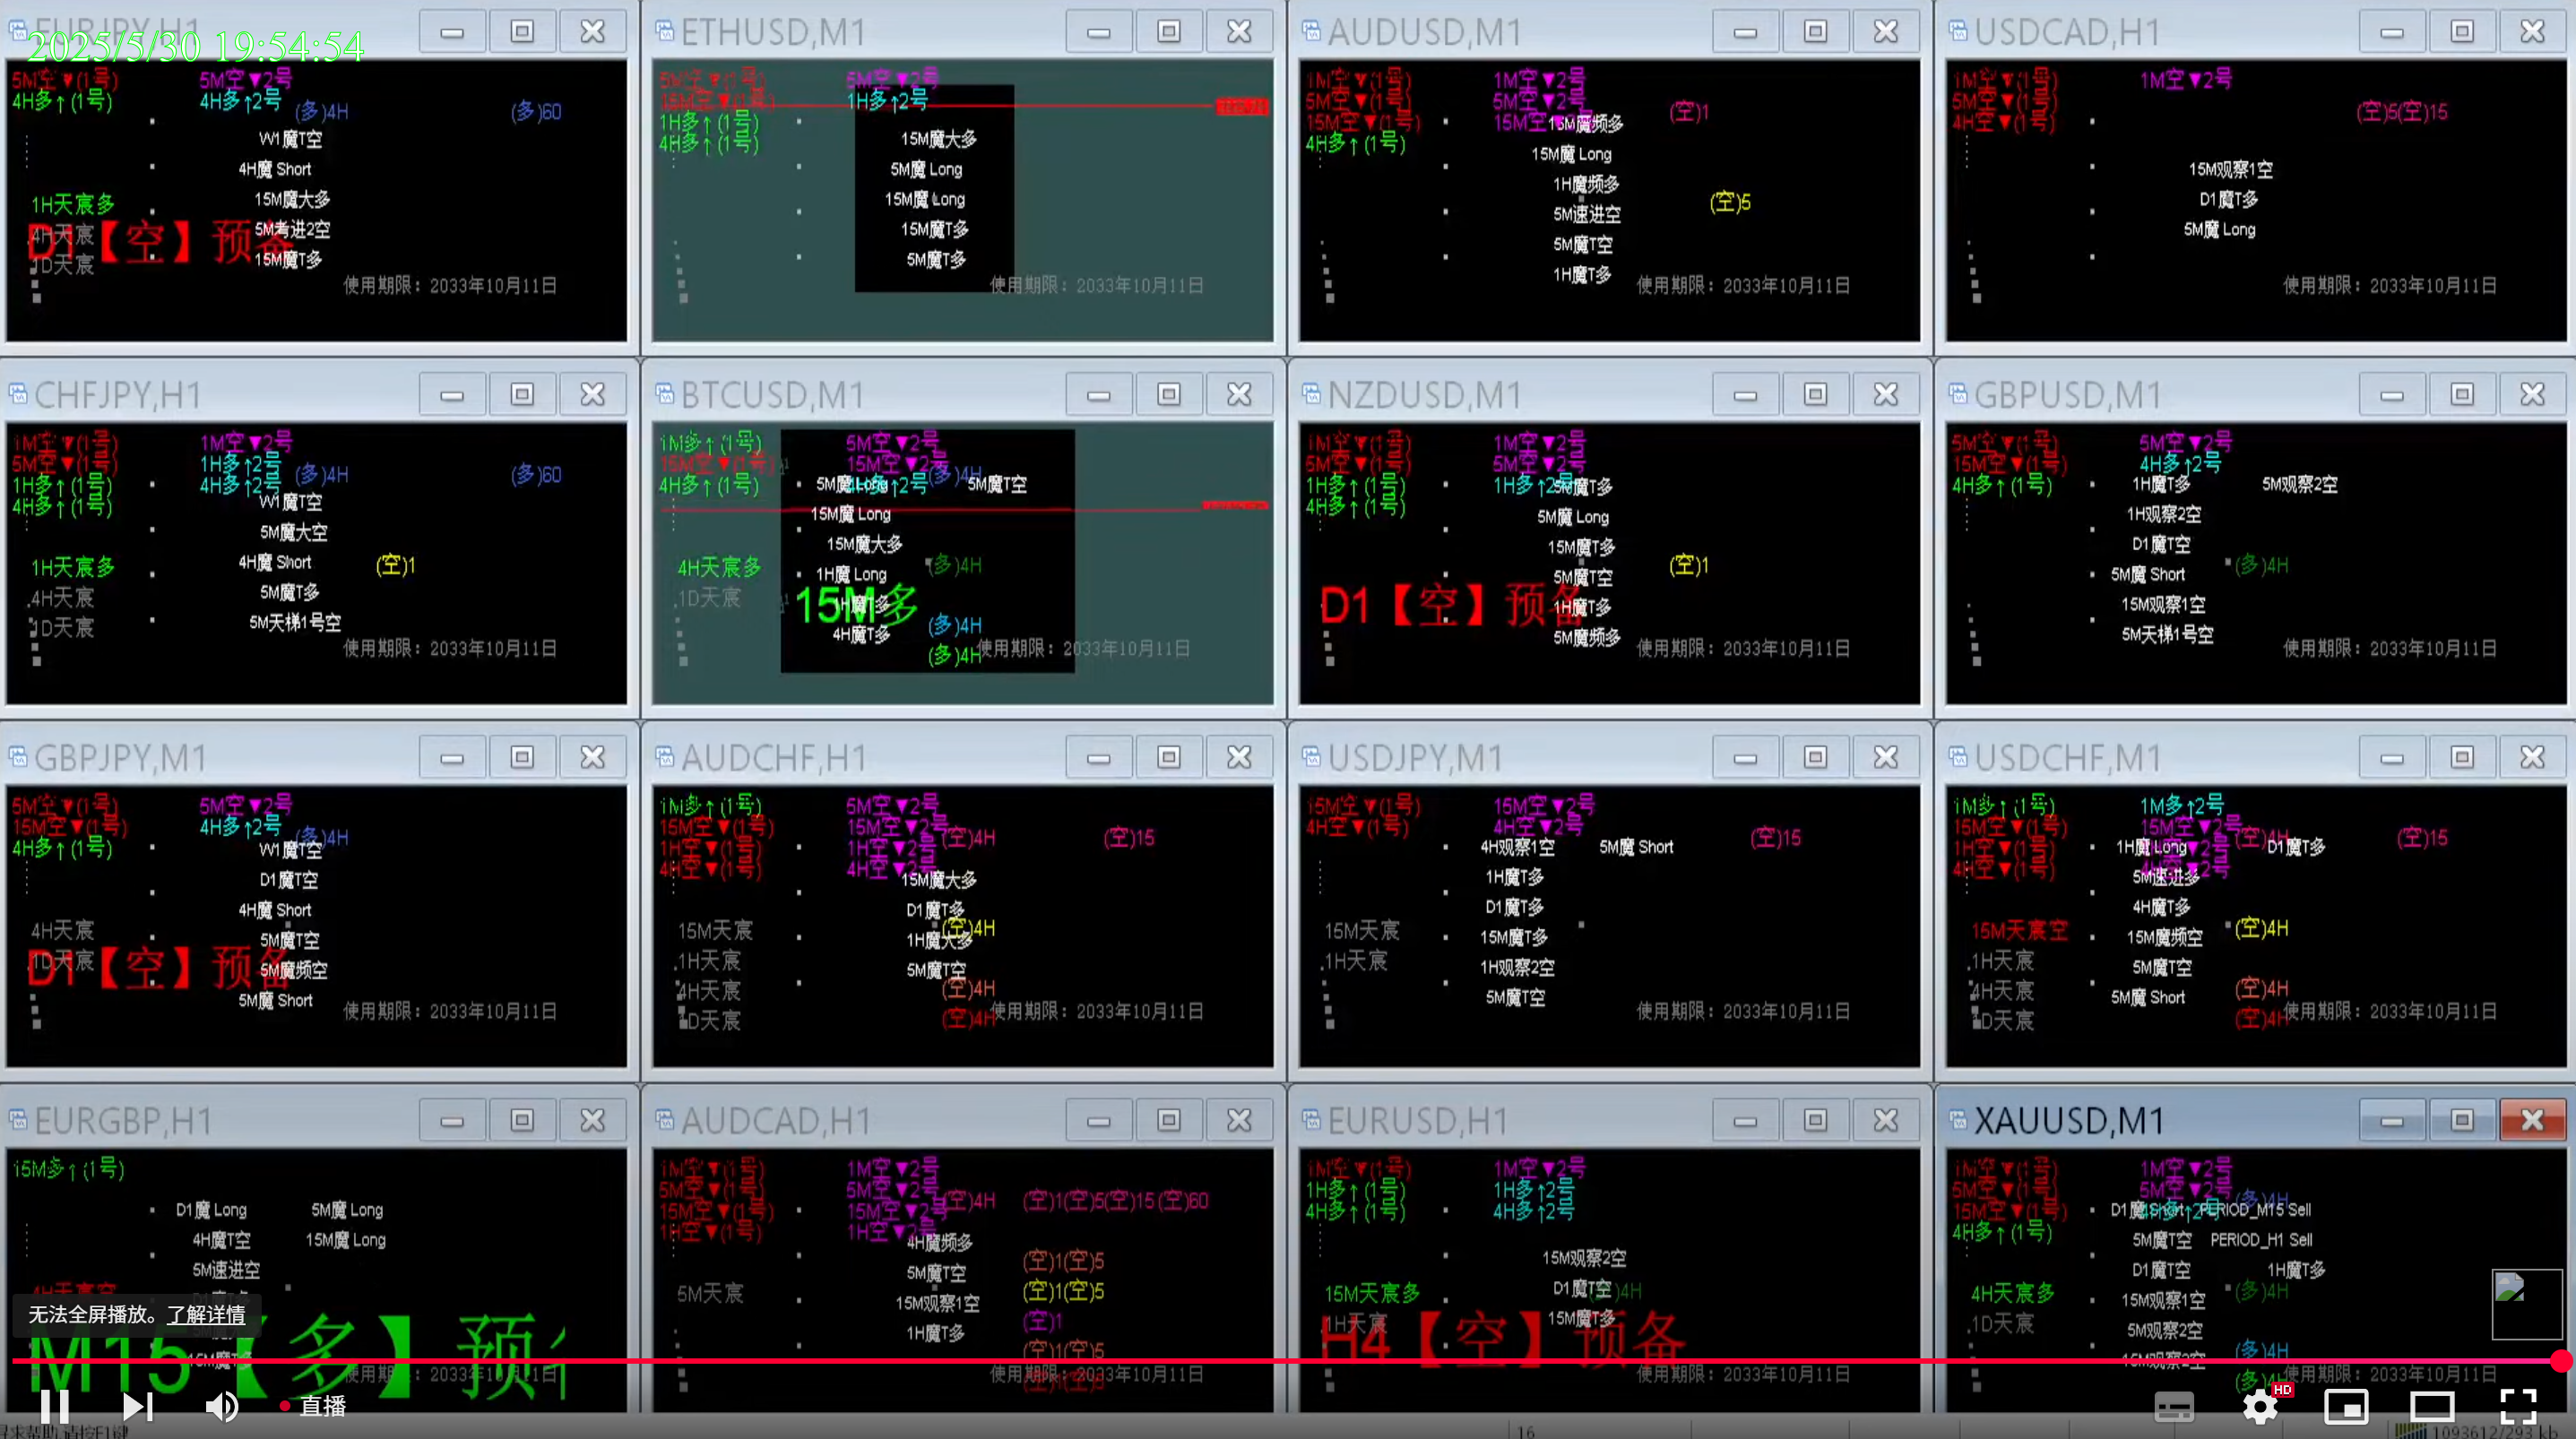 EURJPY,H1
2025/5/30 19:54:54
5M空▼(1号)
5M空▼2号
4H多↑(1号)
4H多↑2号
(多)4H
(多)60
W1魔T空
4H魔 Short
15M魔大多
1H天宸多
5M考进2空
4H天宸
D1【空】预备
15M魔T多
1D天宸
使用期限：2033年10月11日
ETHUSD,M1
5M空▼(1号)
5M空▼2号
15M空▼(1号)
1H多↑2号
1H多↑(1号)
4H多↑(1号)
15M魔大多
5M魔 Long
15M魔 Long
15M魔T多
5M魔T多
使用期限：2033年10月11日
AUDUSD,M1
1M空▼(1号)
1M空▼2号
5M空▼(1号)
5M空▼2号
(空)1
15M空▼(1号)
15M空▼2号
15M魔频多
4H多↑(1号)
15M魔 Long
1H魔频多
(空)5
5M速进空
5M魔T空
1H魔T多
使用期限：2033年10月11日
USDCAD,H1
1M空▼(1号)
1M空▼2号
5M空▼(1号)
(空)5(空)15
4H空▼(1号)
15M观察1空
D1魔T多
5M魔 Long
使用期限：2033年10月11日
CHFJPY,H1
1M空▼(1号)
1M空▼2号
5M空▼(1号)
1H多↑2号
(多)4H
(多)60
1H多↑(1号)
4H多↑2号
4H多↑(1号)
W1魔T空
5M魔大空
4H魔 Short
(空)1
1H天宸多
5M魔T多
4H天宸
5M天梯1号空
1D天宸
使用期限：2033年10月11日
BTCUSD,M1
1M多↑(1号)
5M空▼2号
15M空▼(1号)
15M空▼2号
(多)4H
4H多↑(1号)
4H多↑2号
5M魔 Long
5M魔T空
15M魔 Long
15M魔大多
4H天宸多
1H魔 Long
(多)4H
1D天宸
15M多
1H魔T多
4H魔T多
(多)4H
(多)4H
使用期限：2033年10月11日
NZDUSD,M1
1M空▼(1号)
1M空▼2号
5M空▼(1号)
5M空▼2号
1H多↑(1号)
1H多↑2号
5M魔T多
4H多↑(1号)
5M魔 Long
15M魔T多
(空)1
5M魔T空
D1【空】预备
1H魔T多
5M魔频多
使用期限：2033年10月11日
GBPUSD,M1
5M空▼(1号)
5M空▼2号
15M空▼(1号)
4H多↑2号
4H多↑(1号)
1H魔T多
5M观察2空
1H观察2空
D1魔T空
(多)4H
5M魔 Short
15M观察1空
5M天梯1号空
使用期限：2033年10月11日
GBPJPY,M1
5M空▼(1号)
5M空▼2号
15M空▼(1号)
4H多↑2号
(多)4H
4H多↑(1号)
W1魔T空
D1魔T空
4H魔 Short
4H天宸
5M魔T空
D1【空】预备
1D天宸
5M魔频空
5M魔 Short
使用期限：2033年10月11日
AUDCHF,H1
1M多↑(1号)
5M空▼2号
15M空▼(1号)
15M空▼2号
(空)4H
(空)15
1H空▼(1号)
1H空▼2号
4H空▼(1号)
4H空▼2号
15M魔大多
D1魔T多
15M天宸
(空)4H
1H魔大多
1H天宸
5M魔T空
4H天宸
(空)4H
1D天宸
(空)4H
使用期限：2033年10月11日
USDJPY,M1
15M空▼(1号)
15M空▼2号
4H空▼(1号)
4H空▼2号
(空)15
4H观察1空
5M魔 Short
1H魔T多
D1魔T多
15M天宸
15M魔T多
1H天宸
1H观察2空
5M魔T空
使用期限：2033年10月11日
USDCHF,M1
1M多↑(1号)
1M多↑2号
15M空▼(1号)
15M空▼2号
(空)4H
(空)15
1H空▼(1号)
1H魔 Long
D1魔T多
4H空▼(1号)
4H空▼2号
5M速进多
4H魔T多
15M天宸空
15M魔频空
(空)4H
1H天宸
5M魔T空
4H天宸
5M魔 Short
(空)4H
1D天宸
(空)4H
使用期限：2033年10月11日
EURGBP,H1
15M多↑(1号)
D1魔 Long
5M魔 Long
4H魔T空
15M魔 Long
5M速进空
4H天宸空
无法全屏播放。了解详情
M15【多】预
15M魔T多
使用期限：2033年10月11日
AUDCAD,H1
1M空▼(1号)
1M空▼2号
5M空▼(1号)
5M空▼2号
(空)4H
(空)1(空)5(空)15(空)60
15M空▼(1号)
15M空▼2号
1H空▼(1号)
1H空▼2号
4H魔频多
(空)1(空)5
5M魔T空
5M天宸
(空)1(空)5
15M观察1空
(空)1
1H魔T多
(空)1(空)5
使用期限：2033年10月11日
EURUSD,H1
1M空▼(1号)
1M空▼2号
1H多↑(1号)
1H多↑2号
4H多↑(1号)
4H多↑2号
15M观察2空
15M天宸多
D1魔T空
)4H
1H天宸
15M魔T多
H4【空】预备
使用期限：2033年10月11日
XAUUSD,M1
1M空▼(1号)
1M空▼2号
5M空▼(1号)
5M空▼2号
(多)4H
15M空▼(1号)
4H多↑2号
D1魔 Short
PERIOD_M15 Sell
4H多↑(1号)
5M魔T空
PERIOD_H1 Sell
D1魔T空
1H魔T多
4H天宸多
15M观察1空
(多)4H
1D天宸
5M观察2空
15M观察2空
(多)4H
(多)4H
使用期限：2033年10月11日
直播
HD
16
1093612/293 kb